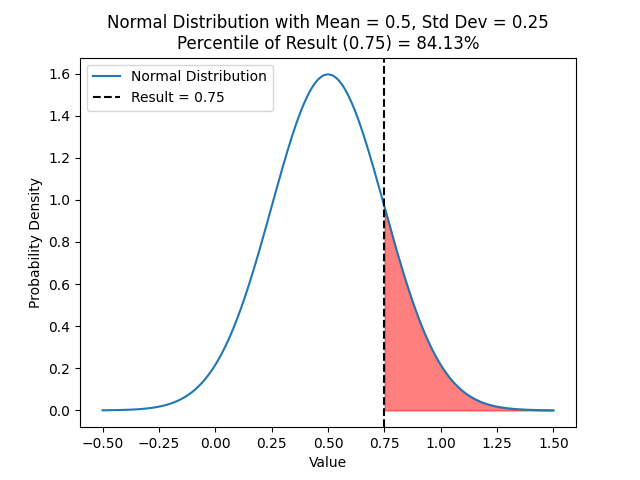 Normal Distribution with Mean = 0.5, Std Dev = 0.25
Percentile of Result (0.75) = 84.13%
Normal Distribution
Result = 0.75
Probability Density
1.6
1.4
1.2
1.0
0.8
0.6
0.4
0.2
0.0
−0.50 −0.25 0.00 0.25 0.50 0.75 1.00 1.25 1.50
Value